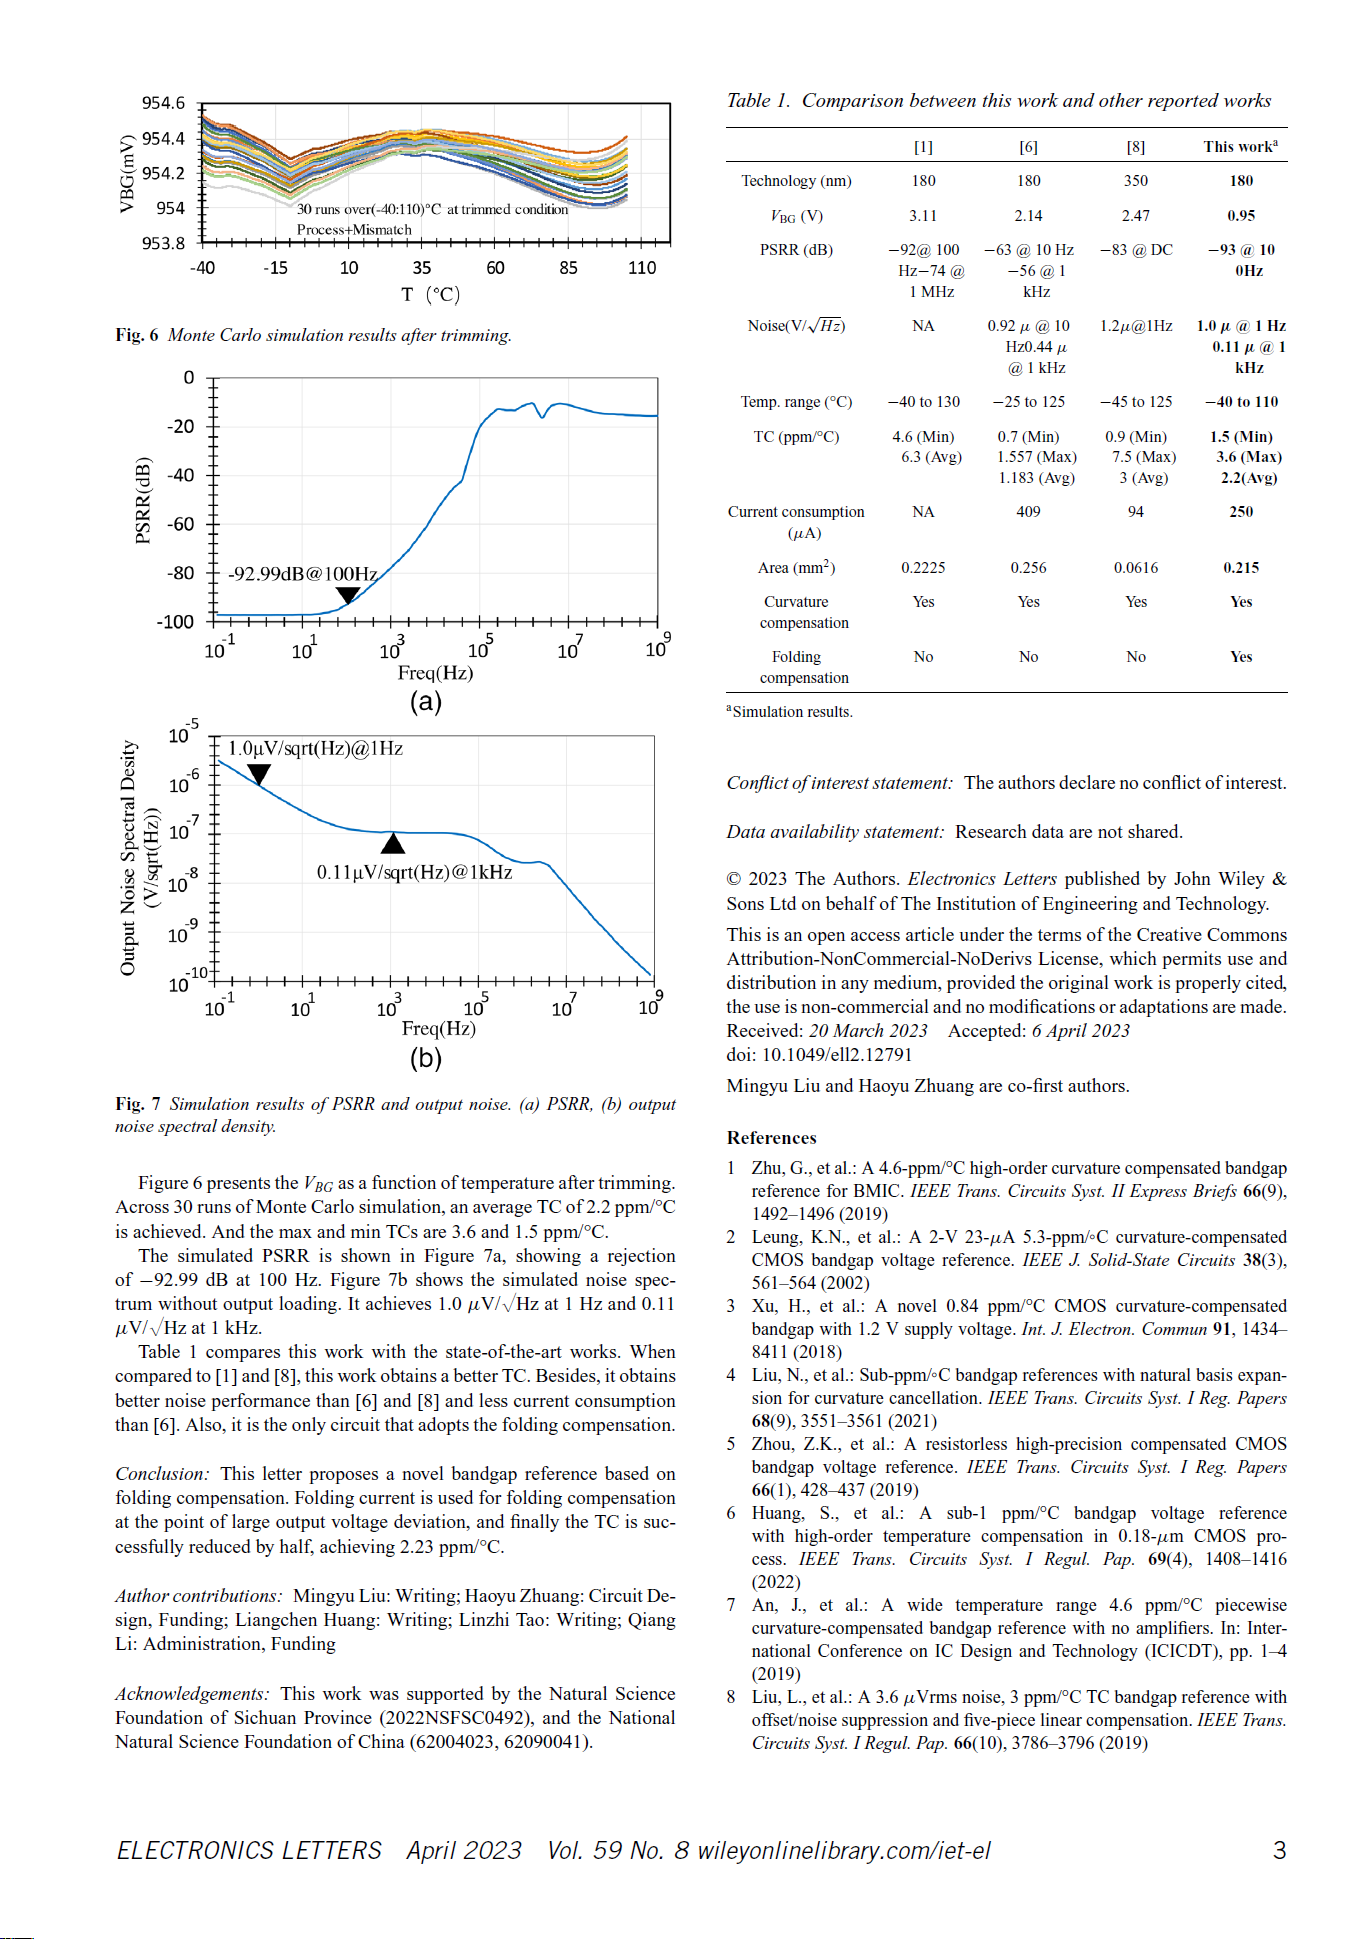 954.6
954.4
954.2
954
953.8
VBG(mV)
30 runs over(-40:110)°C at trimmed condition
Process+Mismatch
-40 -15 10 35 60 85 110
T (°C)
Fig. 6 Monte Carlo simulation results after trimming.
0
-20
-40
-60
-80
-100
PSRR(dB)
-92.99dB@100Hz
10^-1 10^1 10^3 10^5 10^7 10^9
Freq(Hz)
(a)
10^-5
10^-6
10^-7
10^-8
10^-9
10^-10
Output Noise Spectral Desity
(V/sqrt(Hz))
1.0μV/sqrt(Hz)@1Hz
0.11μV/sqrt(Hz)@1kHz
10^-1 10^1 10^3 10^5 10^7 10^9
Freq(Hz)
(b)
Fig. 7 Simulation results of PSRR and output noise. (a) PSRR, (b) output
noise spectral density.
Figure 6 presents the VBG as a function of temperature after trimming.
Across 30 runs of Monte Carlo simulation, an average TC of 2.2 ppm/°C
is achieved. And the max and min TCs are 3.6 and 1.5 ppm/°C.
The simulated PSRR is shown in Figure 7a, showing a rejection
of −92.99 dB at 100 Hz. Figure 7b shows the simulated noise spec-
trum without output loading. It achieves 1.0 μV/√Hz at 1 Hz and 0.11
μV/√Hz at 1 kHz.
Table 1 compares this work with the state-of-the-art works. When
compared to [1] and [8], this work obtains a better TC. Besides, it obtains
better noise performance than [6] and [8] and less current consumption
than [6]. Also, it is the only circuit that adopts the folding compensation.
Conclusion: This letter proposes a novel bandgap reference based on
folding compensation. Folding current is used for folding compensation
at the point of large output voltage deviation, and finally the TC is suc-
cessfully reduced by half, achieving 2.23 ppm/°C.
Author contributions: Mingyu Liu: Writing; Haoyu Zhuang: Circuit De-
sign, Funding; Liangchen Huang: Writing; Linzhi Tao: Writing; Qiang
Li: Administration, Funding
Acknowledgements: This work was supported by the Natural Science
Foundation of Sichuan Province (2022NSFSC0492), and the National
Natural Science Foundation of China (62004023, 62090041).
Table 1. Comparison between this work and other reported works
[1] [6] [8] This work^a
Technology (nm) 180 180 350 180
VBG (V) 3.11 2.14 2.47 0.95
PSRR (dB) −92@ 100 −63 @ 10 Hz −83 @ DC −93 @ 10
Hz−74 @ −56 @ 1 0Hz
1 MHz kHz
Noise(V/√Hz) NA 0.92 μ @ 10 1.2μ@1Hz 1.0 μ @ 1 Hz
Hz0.44 μ 0.11 μ @ 1
@ 1 kHz kHz
Temp. range (°C) −40 to 130 −25 to 125 −45 to 125 −40 to 110
TC (ppm/°C) 4.6 (Min) 0.7 (Min) 0.9 (Min) 1.5 (Min)
6.3 (Avg) 1.557 (Max) 7.5 (Max) 3.6 (Max)
1.183 (Avg) 3 (Avg) 2.2(Avg)
Current consumption NA 409 94 250
(μA)
Area (mm²) 0.2225 0.256 0.0616 0.215
Curvature Yes Yes Yes Yes
compensation
Folding No No No Yes
compensation
^aSimulation results.
Conflict of interest statement: The authors declare no conflict of interest.
Data availability statement: Research data are not shared.
© 2023 The Authors. Electronics Letters published by John Wiley &
Sons Ltd on behalf of The Institution of Engineering and Technology.
This is an open access article under the terms of the Creative Commons
Attribution-NonCommercial-NoDerivs License, which permits use and
distribution in any medium, provided the original work is properly cited,
the use is non-commercial and no modifications or adaptations are made.
Received: 20 March 2023 Accepted: 6 April 2023
doi: 10.1049/ell2.12791
Mingyu Liu and Haoyu Zhuang are co-first authors.
References
1 Zhu, G., et al.: A 4.6-ppm/°C high-order curvature compensated bandgap
reference for BMIC. IEEE Trans. Circuits Syst. II Express Briefs 66(9),
1492–1496 (2019)
2 Leung, K.N., et al.: A 2-V 23-μA 5.3-ppm/◦C curvature-compensated
CMOS bandgap voltage reference. IEEE J. Solid-State Circuits 38(3),
561–564 (2002)
3 Xu, H., et al.: A novel 0.84 ppm/°C CMOS curvature-compensated
bandgap with 1.2 V supply voltage. Int. J. Electron. Commun 91, 1434–
8411 (2018)
4 Liu, N., et al.: Sub-ppm/◦C bandgap references with natural basis expan-
sion for curvature cancellation. IEEE Trans. Circuits Syst. I Reg. Papers
68(9), 3551–3561 (2021)
5 Zhou, Z.K., et al.: A resistorless high-precision compensated CMOS
bandgap voltage reference. IEEE Trans. Circuits Syst. I Reg. Papers
66(1), 428–437 (2019)
6 Huang, S., et al.: A sub-1 ppm/°C bandgap voltage reference
with high-order temperature compensation in 0.18-μm CMOS pro-
cess. IEEE Trans. Circuits Syst. I Regul. Pap. 69(4), 1408–1416
(2022)
7 An, J., et al.: A wide temperature range 4.6 ppm/°C piecewise
curvature-compensated bandgap reference with no amplifiers. In: Inter-
national Conference on IC Design and Technology (ICICDT), pp. 1–4
(2019)
8 Liu, L., et al.: A 3.6 μVrms noise, 3 ppm/°C TC bandgap reference with
offset/noise suppression and five-piece linear compensation. IEEE Trans.
Circuits Syst. I Regul. Pap. 66(10), 3786–3796 (2019)
ELECTRONICS LETTERS April 2023 Vol. 59 No. 8 wileyonlinelibrary.com/iet-el 3